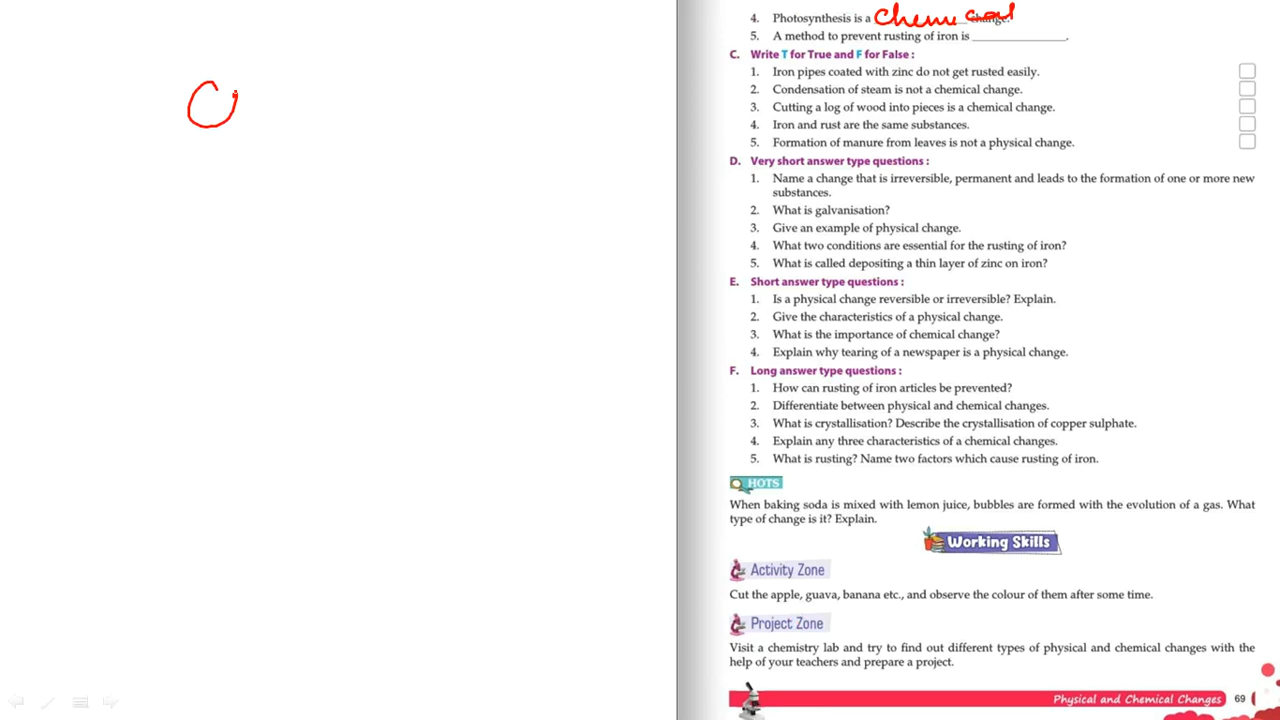 4. Photosynthesis is a chemical change.
5. A method to prevent rusting of iron is ________________.
C. Write T for True and F for False :
1. Iron pipes coated with zinc do not get rusted easily.
2. Condensation of steam is not a chemical change.
3. Cutting a log of wood into pieces is a chemical change.
4. Iron and rust are the same substances.
5. Formation of manure from leaves is not a physical change.
D. Very short answer type questions :
1. Name a change that is irreversible, permanent and leads to the formation of one or more new
substances.
2. What is galvanisation?
3. Give an example of physical change.
4. What two conditions are essential for the rusting of iron?
5. What is called depositing a thin layer of zinc on iron?
E. Short answer type questions :
1. Is a physical change reversible or irreversible? Explain.
2. Give the characteristics of a physical change.
3. What is the importance of chemical change?
4. Explain why tearing of a newspaper is a physical change.
F. Long answer type questions :
1. How can rusting of iron articles be prevented?
2. Differentiate between physical and chemical changes.
3. What is crystallisation? Describe the crystallisation of copper sulphate.
4. Explain any three characteristics of a chemical changes.
5. What is rusting? Name two factors which cause rusting of iron.
HOTS
When baking soda is mixed with lemon juice, bubbles are formed with the evolution of a gas. What
type of change is it? Explain.
Working Skills
Activity Zone
Cut the apple, guava, banana etc., and observe the colour of them after some time.
Project Zone
Visit a chemistry lab and try to find out different types of physical and chemical changes with the
help of your teachers and prepare a project.
Physical and Chemical Changes 69